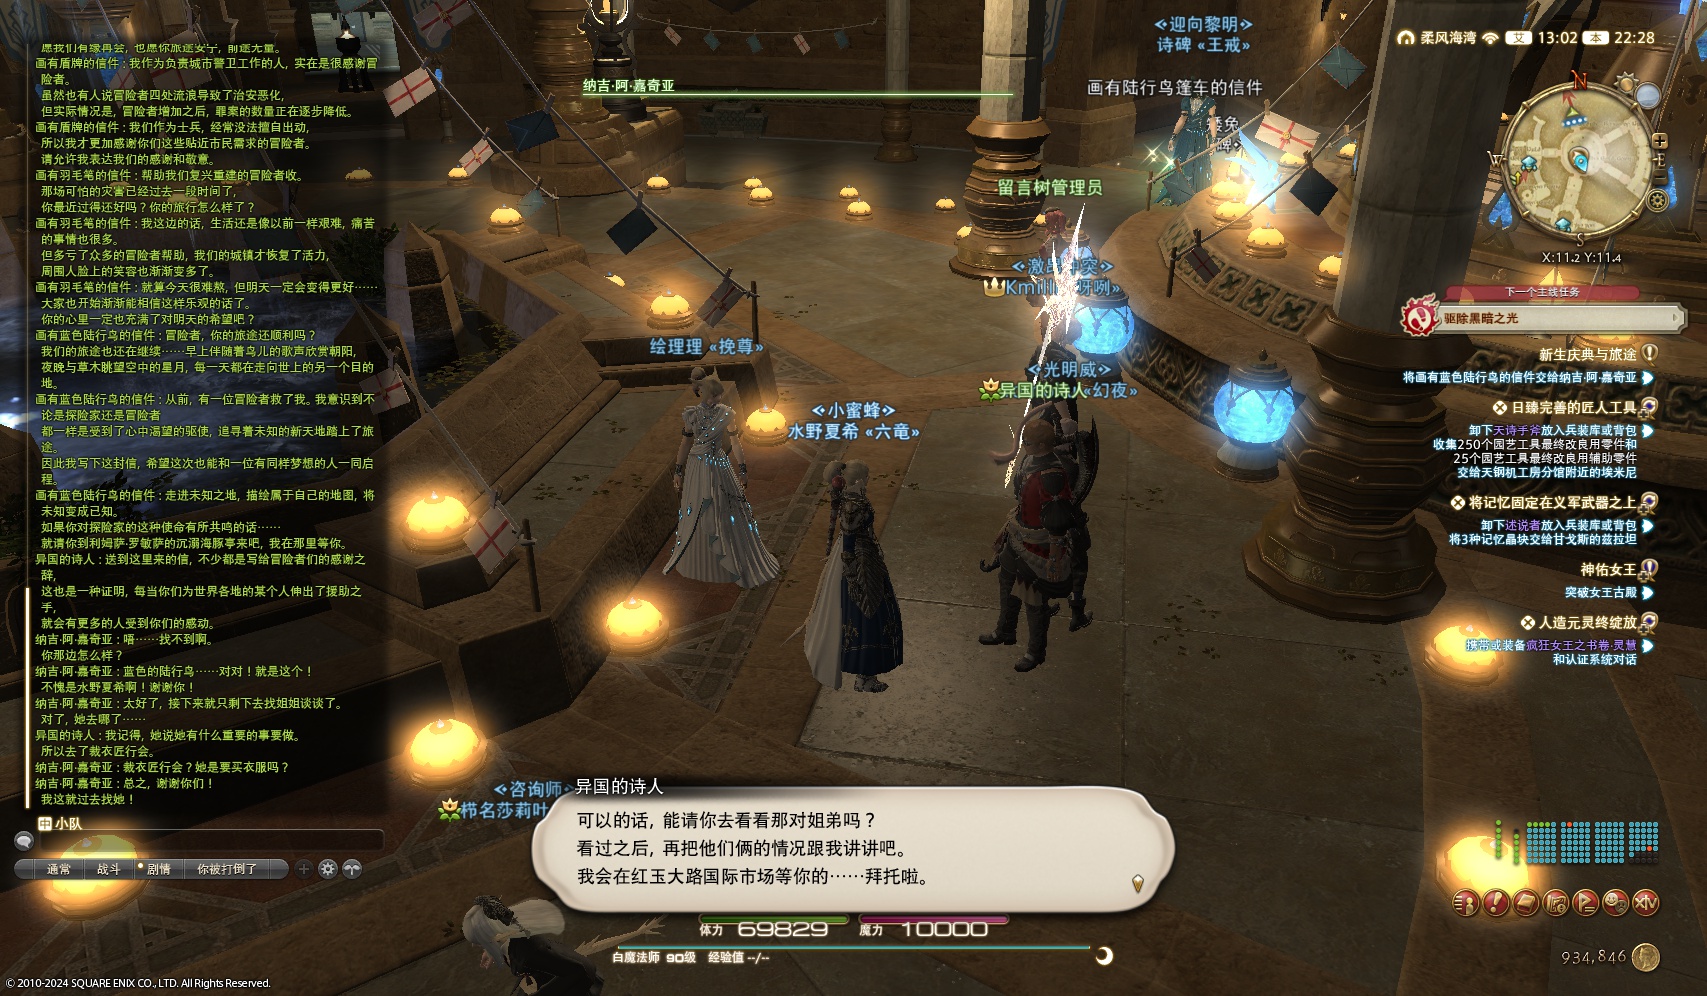 愿我们有缘再会，也愿你旅途安宁，前途无量。
画有盾牌的信件：我作为负责城市警卫工作的人，实在是很感谢冒
险者。
虽然也有人说冒险者四处流浪导致了治安恶化，
但实际情况是，冒险者增加之后，罪案的数量正在逐步降低。
画有盾牌的信件：我们作为士兵，经常没法擅自出动，
所以我才更加感谢你们这些贴近市民需求的冒险者。
请允许我表达我们的感谢和敬意。
画有羽毛笔的信件：帮助我们复兴重建的冒险者收。
那场可怕的灾害已经过去一段时间了，
你最近过得还好吗？你的旅行怎么样了？
画有羽毛笔的信件：我这边的话，生活还是像以前一样艰难，痛苦
的事情也很多。
但多亏了众多的冒险者帮助，我们的城镇才恢复了活力，
周围人脸上的笑容也渐渐变多了。
画有羽毛笔的信件：就算今天很难熬，但明天一定会变得更好……
大家也开始渐渐能相信这样乐观的话了。
你的心里一定也充满了对明天的希望吧？
画有蓝色陆行鸟的信件：冒险者，你的旅途还顺利吗？
我们的旅途也还在继续……早上伴随着鸟儿的歌声欣赏朝阳，
夜晚与草木眺望空中的星月，每一天都在走向世上的另一个目的
地。
画有蓝色陆行鸟的信件：从前，有一位冒险者救了我。我意识到不
论是探险家还是冒险者
都一样是受到了心中渴望的驱使，追寻着未知的新天地踏上了旅
途。
因此我写下这封信，希望这次也能和一位有同样梦想的人一同启
程。
画有蓝色陆行鸟的信件：走进未知之地，描绘属于自己的地图，将
未知变成已知。
如果你对探险家的这种使命有所共鸣的话……
就请你到利姆萨·罗敏萨的沉溺海豚亭来吧，我在那里等你。
异国的诗人：送到这里来的信，不少都是写给冒险者们的感谢之
辞，
这也是一种证明，每当你们为世界各地的某个人伸出了援助之
手，
就会有更多的人受到你们的感动。
纳吉·阿·嘉奇亚：唔……找不到啊。
你那边怎么样？
纳吉·阿·嘉奇亚：蓝色的陆行鸟……对对！就是这个！
不愧是水野夏希啊！谢谢你！
纳吉·阿·嘉奇亚：太好了，接下来就只剩下去找姐姐谈谈了。
对了，她去哪了……
异国的诗人：我记得，她说她有什么重要的事要做。
所以去了裁衣匠行会。
纳吉·阿·嘉奇亚：裁衣匠行会？她是要买衣服吗？
纳吉·阿·嘉奇亚：总之，谢谢你们！
我这就过去找她！
中 小队
通常 战斗 剧情 你被打倒了
© 2010-2024 SQUARE ENIX CO., LTD. All Rights Reserved.
纳吉·阿·嘉奇亚
«迎向黎明»
诗碑 «王戒»
画有陆行鸟篷车的信件
留言树管理员
绘理理 «挽尊»
«小蜜蜂»
水野夏希 «六竜»
«光明威»
异国的诗人
«幻夜»
«咨询师»
栉名莎莉叶
异国的诗人
可以的话，能请你去看看那对姐弟吗？
看过之后，再把他们俩的情况跟我讲讲吧。
我会在红玉大路国际市场等你的……拜托啦。
体力 69829 魔力 10000
白魔法师 90级 经验值 --/--
柔风海湾 艾 13:02 本 22:28
N
W
E
S
X:11.2 Y:11.4
下一个主线任务
驱除黑暗之光
新生庆典与旅途
将画有蓝色陆行鸟的信件交给纳吉·阿·嘉奇亚
日臻完善的匠人工具
卸下天诗手斧放入兵装库或背包
收集250个园艺工具最终改良用零件和
25个园艺工具最终改良用辅助零件
交给天钢机工房分馆附近的埃米尼
将记忆固定在义军武器之上
卸下述说者放入兵装库或背包
将3种记忆晶块交给甘戈斯的兹拉坦
神佑女王
突破女王古殿
人造元灵终绽放
携带或装备疯狂女王之书卷·灵慧
和认证系统对话
XIV
934,846